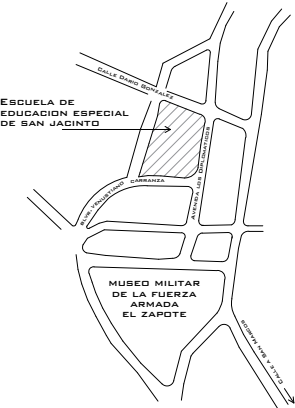 CALLE DARIO GONZALEZ
ESCUELA DE
EDUCACION ESPECIAL
DE SAN JACINTO
AVENIDA LOS DIPLOMATICOS
BLVR. VENUSTIANO CARRANZA
MUSEO MILITAR
DE LA FUERZA
ARMADA
EL ZAPOTE
CALLE A SAN MARCOS